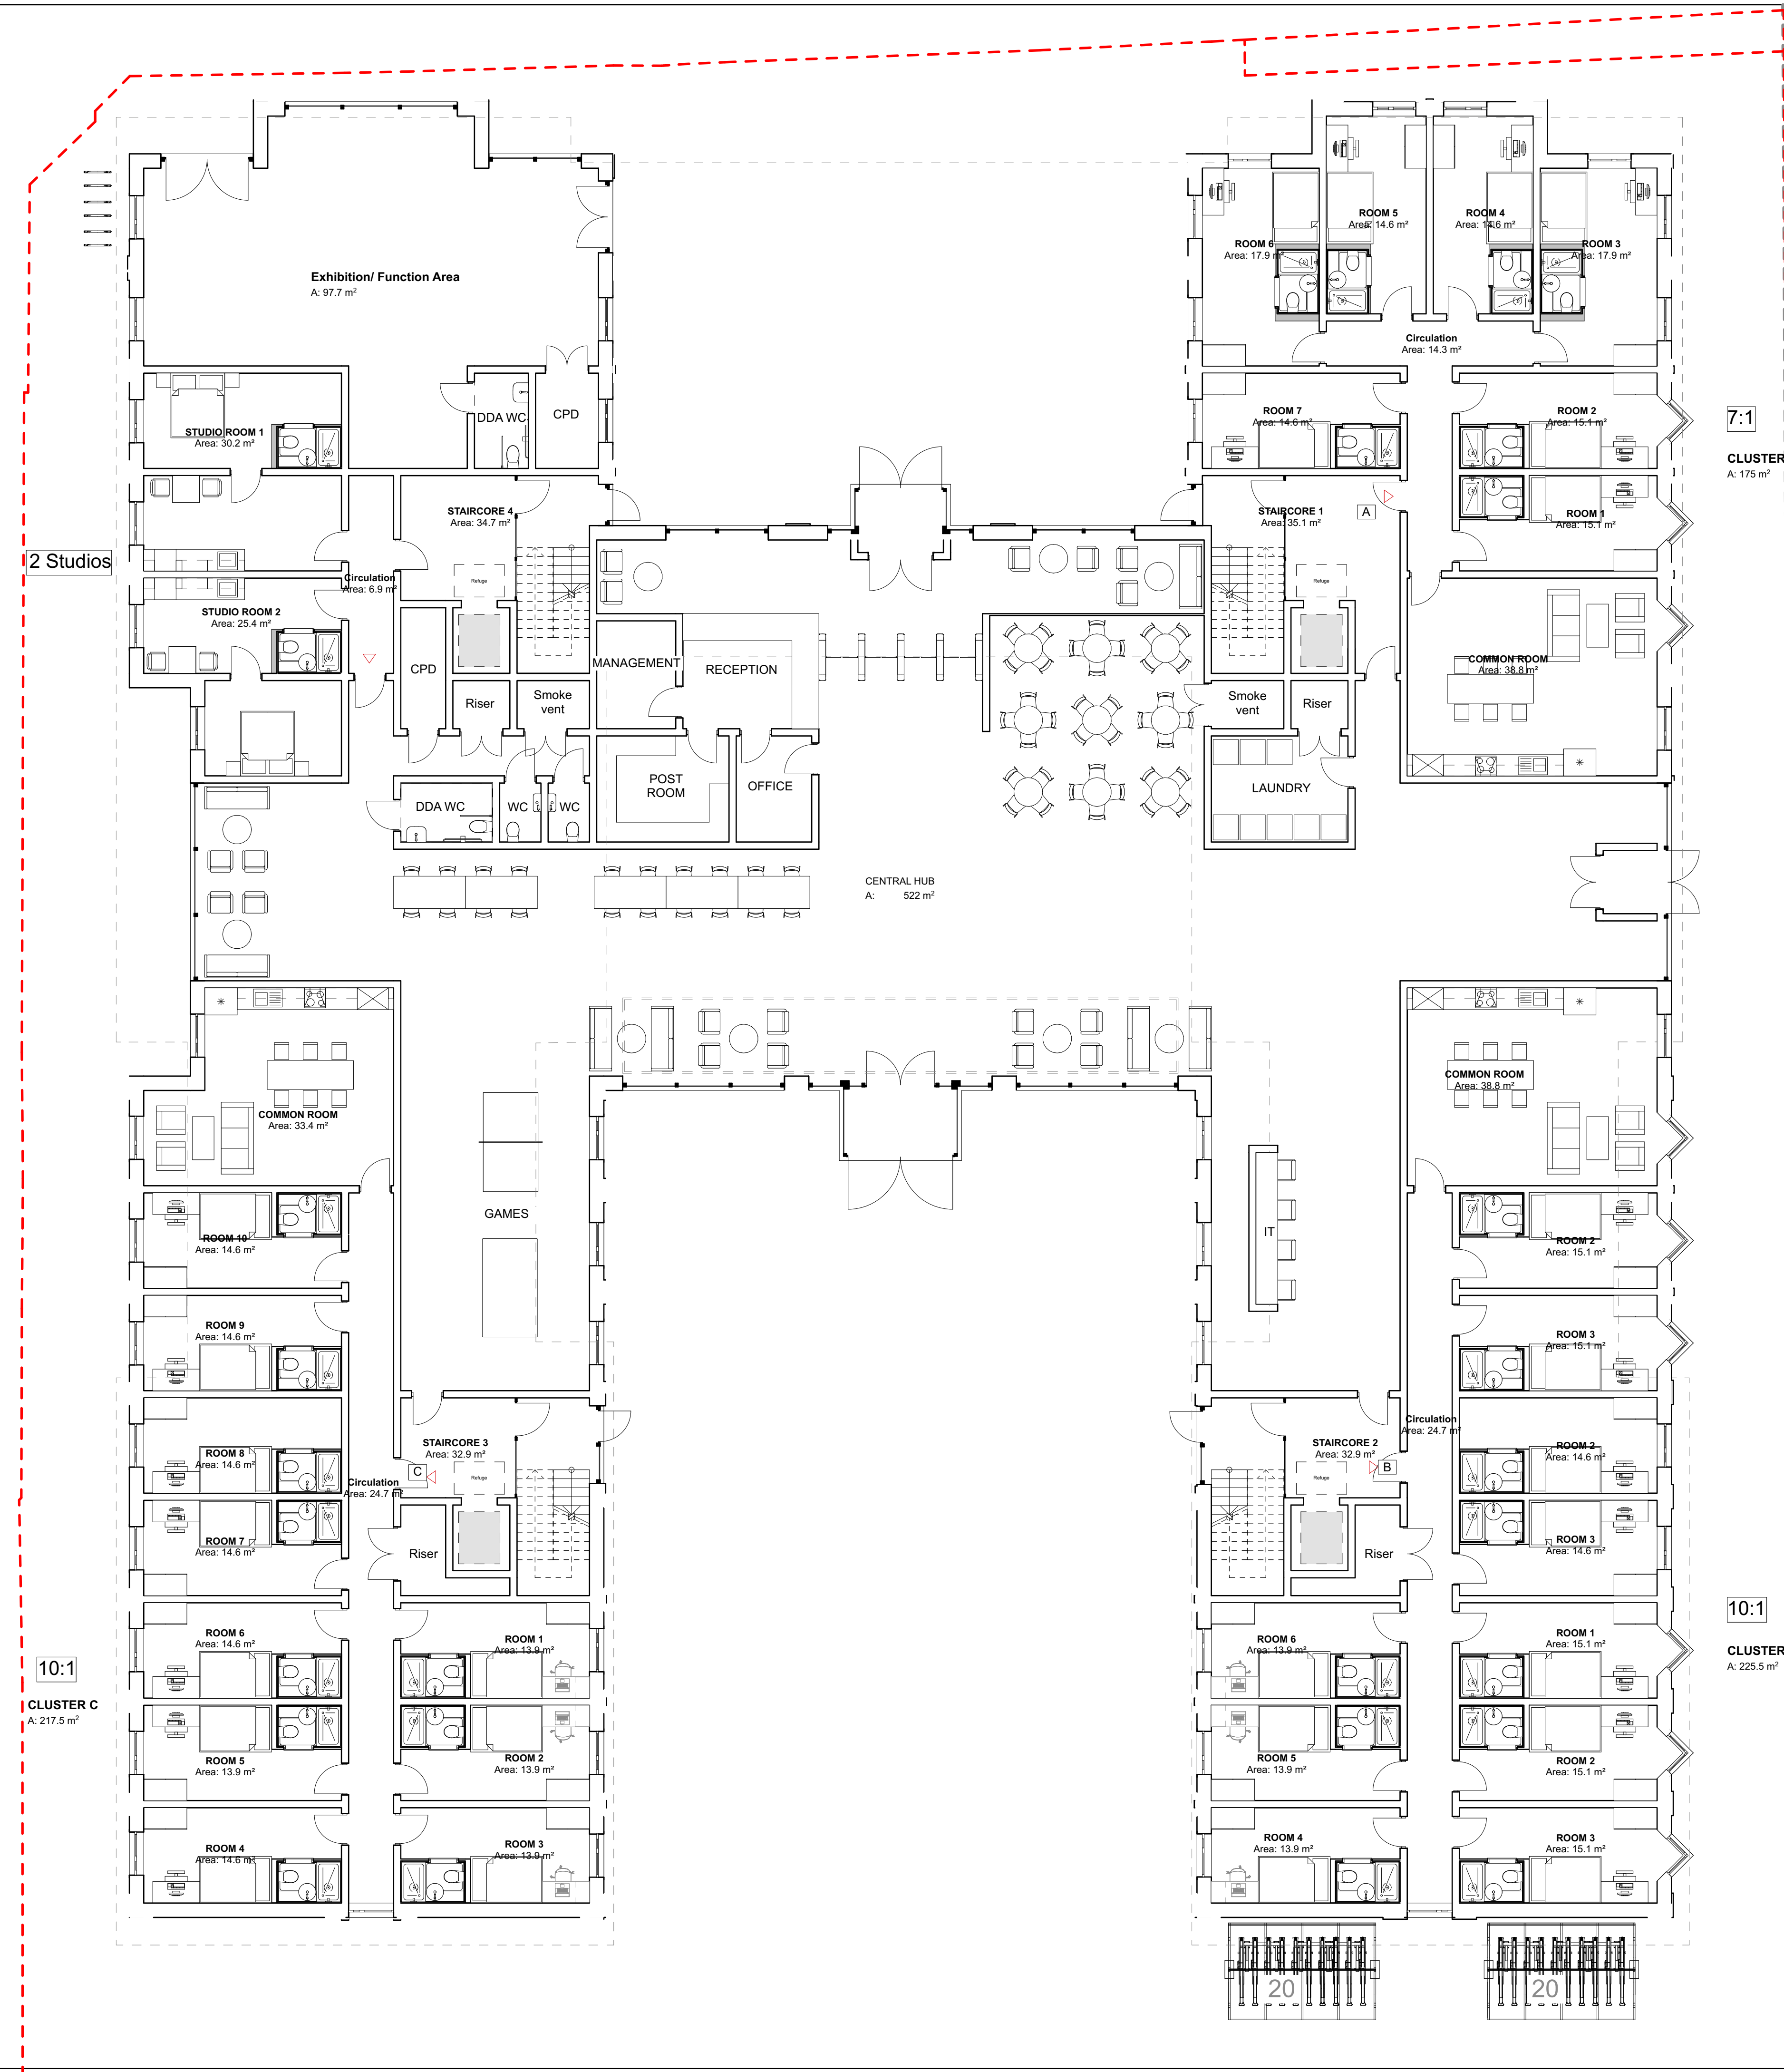 ROOM 5
Area: 14.6 m²
ROOM 4
Area: 14.6 m²
ROOM 6
Area: 17.9 m²
ROOM 3
Area: 17.9 m²
Exhibition/ Function Area
A: 97.7 m²
Circulation
Area: 14.3 m²
STUDIO ROOM 1
Area: 30.2 m²
DDA WC
CPD
ROOM 7
Area: 14.6 m²
ROOM 2
Area: 15.1 m²
7:1
CLUSTER
A: 175 m²
STAIRCORE 4
Area: 34.7 m²
STAIRCORE 1
Area: 35.1 m²
A
ROOM 1
Area: 15.1 m²
2 Studios
Circulation
Area: 6.9 m²
Refuge
Refuge
STUDIO ROOM 2
Area: 25.4 m²
CPD
MANAGEMENT
RECEPTION
COMMON ROOM
Area: 38.8 m²
Riser
Smoke
vent
Smoke
vent
Riser
POST
ROOM
OFFICE
LAUNDRY
DDA WC
WC
WC
CENTRAL HUB
A: 522 m²
COMMON ROOM
Area: 38.8 m²
COMMON ROOM
Area: 33.4 m²
GAMES
IT
ROOM 10
Area: 14.6 m²
ROOM 2
Area: 15.1 m²
ROOM 9
Area: 14.6 m²
ROOM 3
Area: 15.1 m²
Circulation
Area: 24.7 m²
STAIRCORE 3
Area: 32.9 m²
STAIRCORE 2
Area: 32.9 m²
ROOM 8
Area: 14.6 m²
ROOM 2
Area: 14.6 m²
C
B
Circulation
Area: 24.7 m²
Refuge
Refuge
ROOM 7
Area: 14.6 m²
Riser
Riser
ROOM 3
Area: 14.6 m²
ROOM 6
Area: 14.6 m²
ROOM 1
Area: 13.9 m²
ROOM 6
Area: 13.9 m²
ROOM 1
Area: 15.1 m²
10:1
CLUSTER
A: 225.5 m²
10:1
CLUSTER C
A: 217.5 m²
ROOM 5
Area: 13.9 m²
ROOM 2
Area: 13.9 m²
ROOM 5
Area: 13.9 m²
ROOM 2
Area: 15.1 m²
ROOM 4
Area: 14.6 m²
ROOM 3
Area: 13.9 m²
ROOM 4
Area: 13.9 m²
ROOM 3
Area: 15.1 m²
20
20